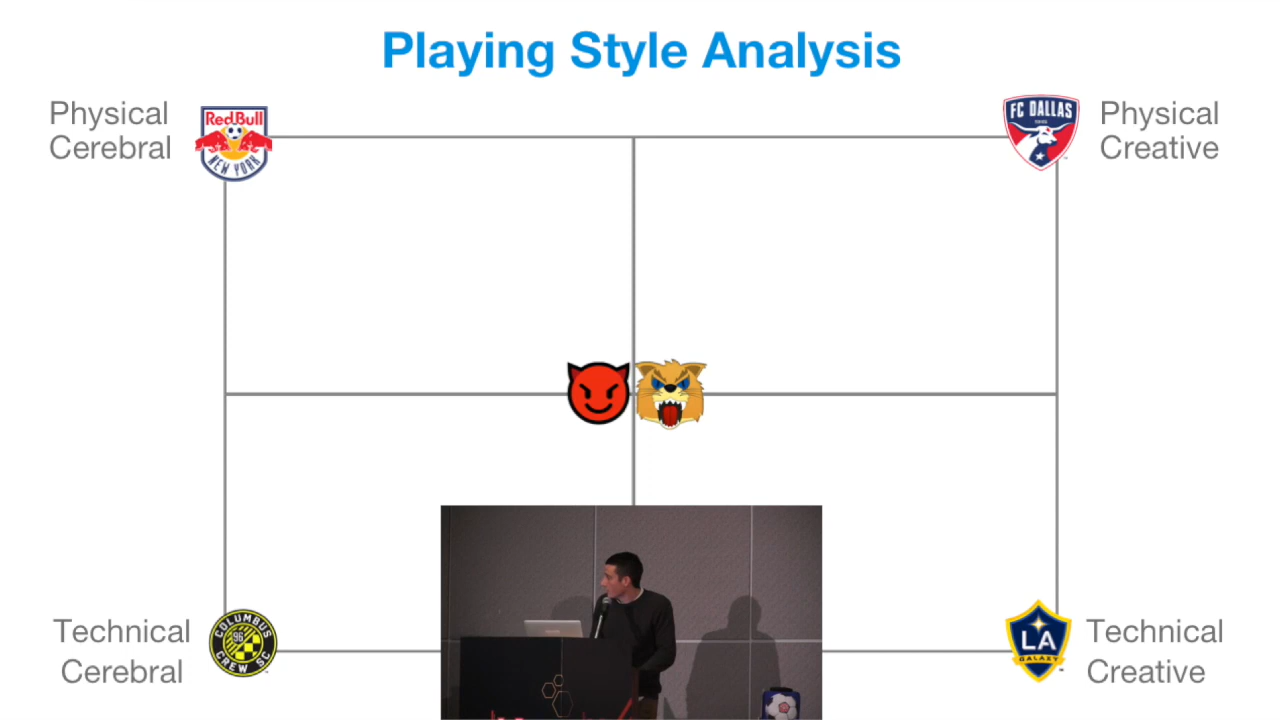 Playing Style Analysis
Physical
Cerebral
Red Bull
NEW YORK
FC DALLAS
Physical
Creative
Technical
Cerebral
COLUMBUS
96
CREW SC
LA
GALAXY
Technical
Creative